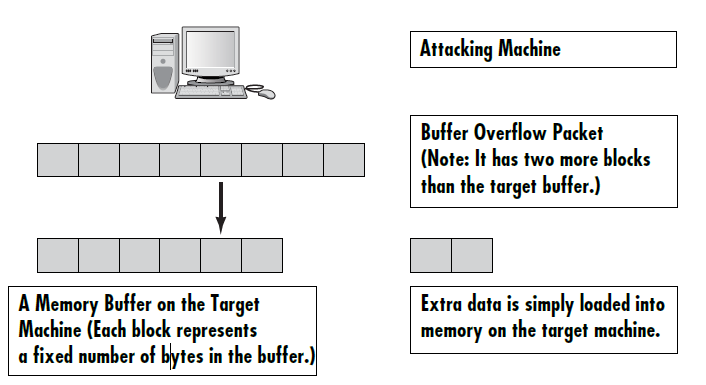 Attacking Machine
Buffer Overflow Packet
(Note: It has two more blocks
than the target buffer.)
A Memory Buffer on the Target
Machine (Each block represents
a fixed number of bytes in the buffer.)
Extra data is simply loaded into
memory on the target machine.